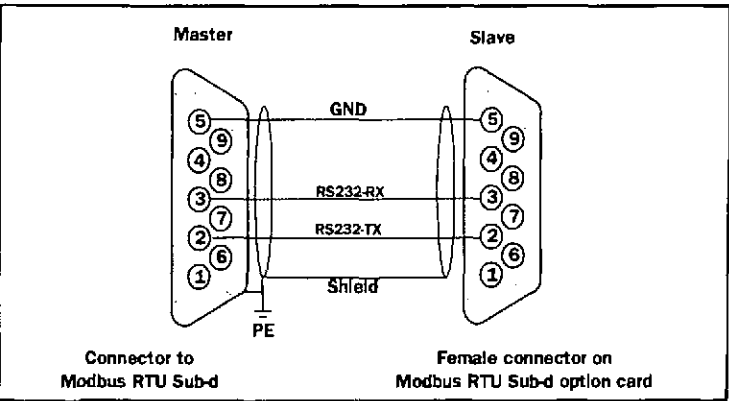 Master
Slave
GND
5
5
9
9
4
4
8
8
RS232-RX
3
3
7
7
RS232-TX
2
2
6
6
1
1
Shield
PE
Connector to
Modbus RTU Sub-d
Female connector on
Modbus RTU Sub-d option card